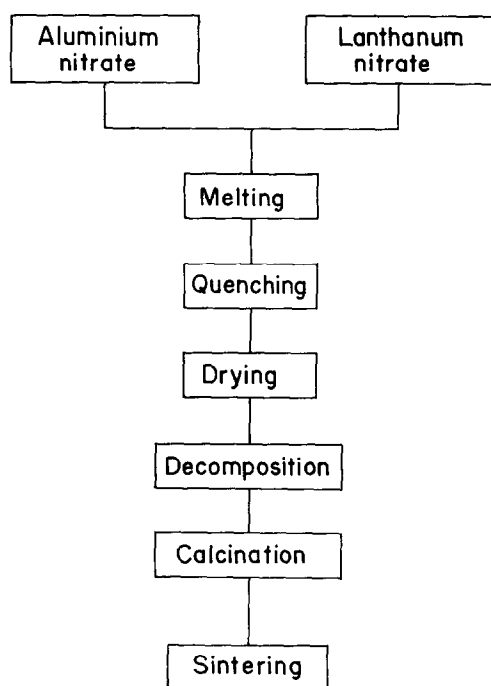 Aluminium
nitrate
Lanthanum
nitrate
Melting
Quenching
Drying
Decomposition
Calcination
Sintering